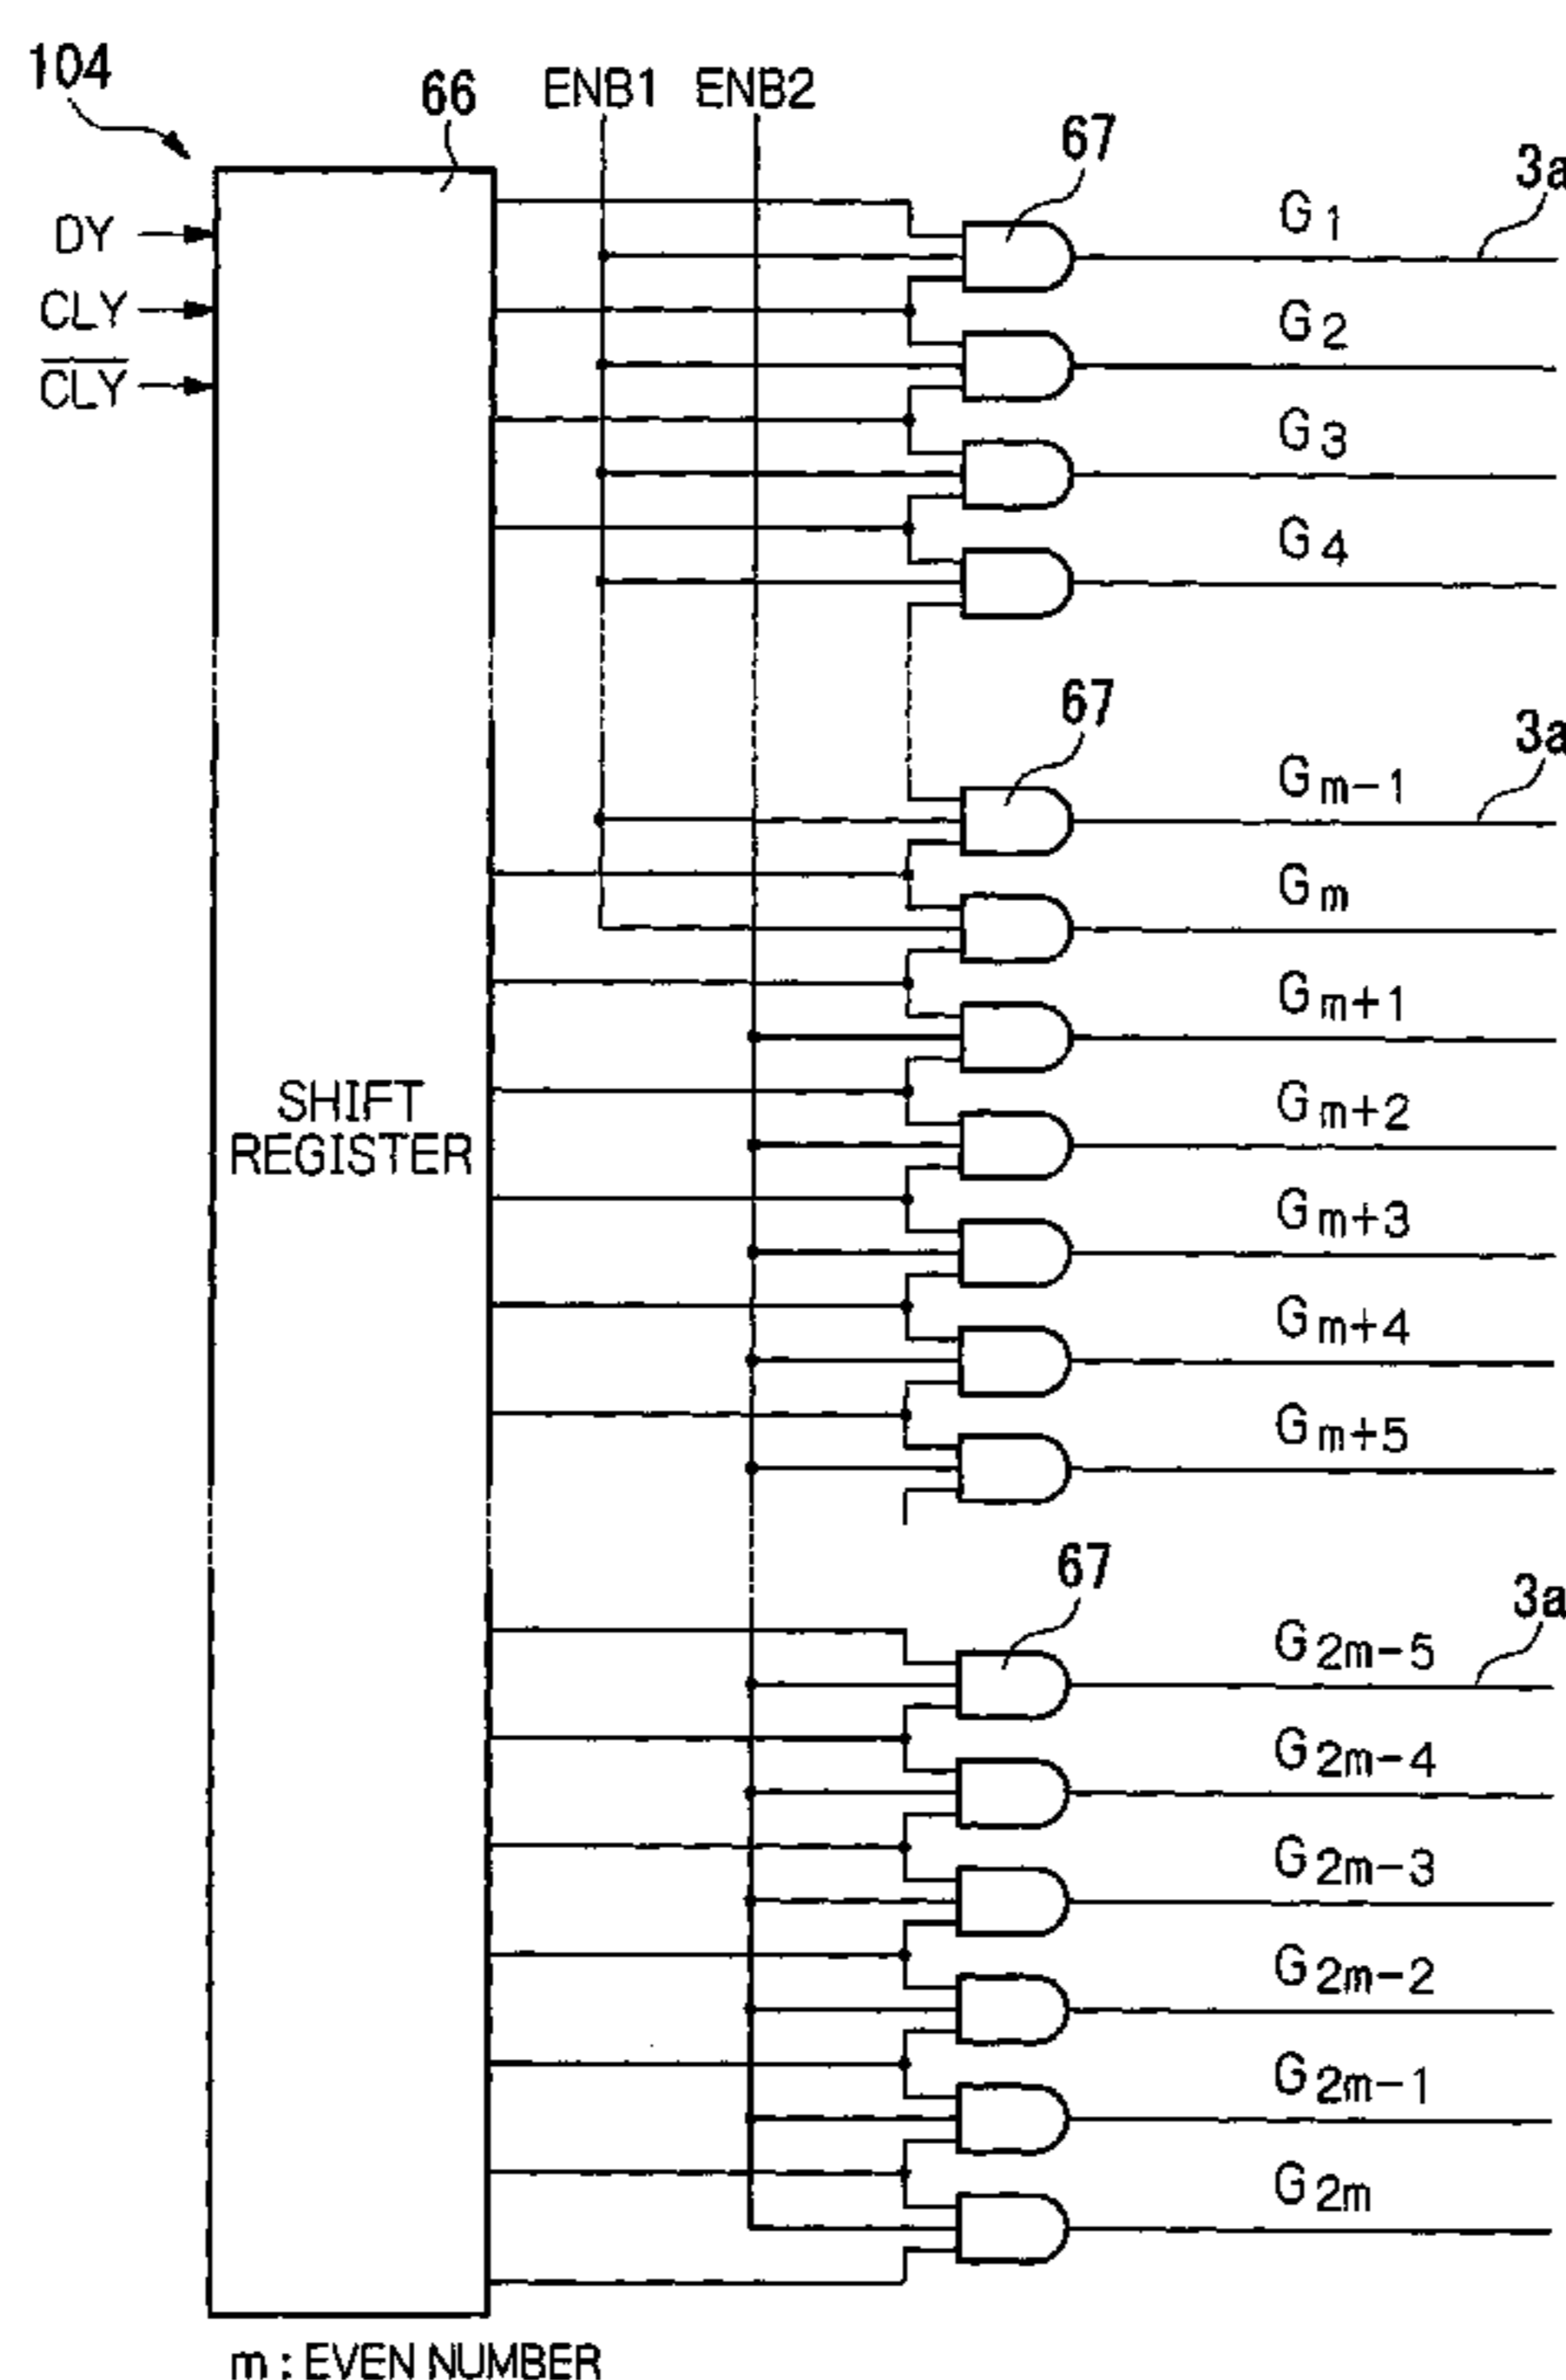 104
66
ENB1 ENB2
67
3a
DY
CLY
C̅L̅Y̅
G1
G2
G3
G4
67
3a
Gm-1
Gm
Gm+1
SHIFT
REGISTER
Gm+2
Gm+3
Gm+4
Gm+5
67
3a
G2m-5
G2m-4
G2m-3
G2m-2
G2m-1
G2m
m : EVEN NUMBER